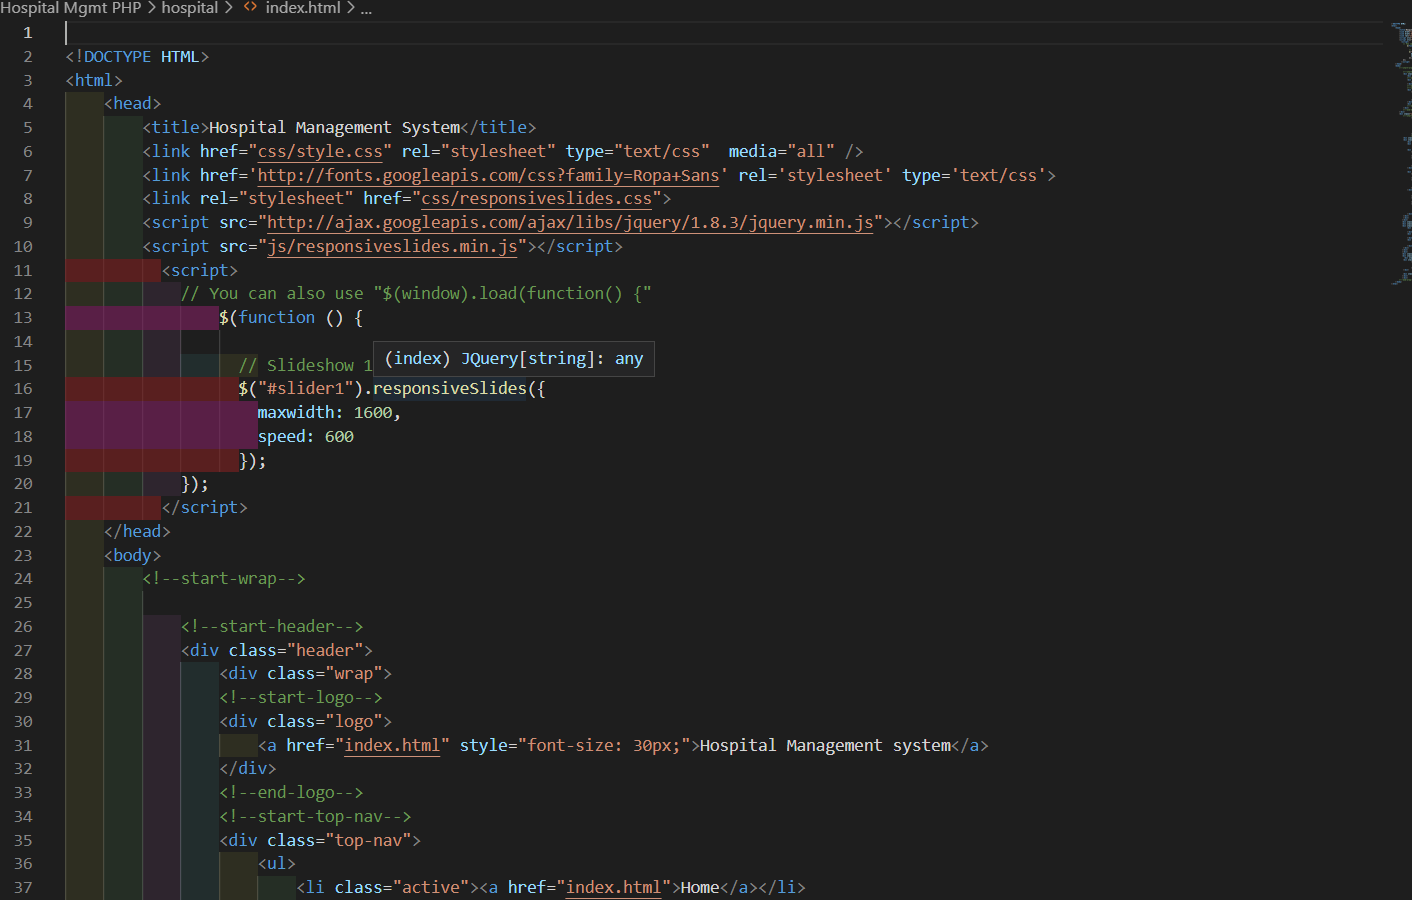 Hospital Mgmt PHP > hospital > <> index.html > ...
1
2 <!DOCTYPE HTML>
3 <html>
4 <head>
5 <title>Hospital Management System</title>
6 <link href="css/style.css" rel="stylesheet" type="text/css"  media="all" />
7 <link href='http://fonts.googleapis.com/css?family=Ropa+Sans' rel='stylesheet' type='text/css'>
8 <link rel="stylesheet" href="css/responsiveslides.css">
9 <script src="http://ajax.googleapis.com/ajax/libs/jquery/1.8.3/jquery.min.js"></script>
10 <script src="js/responsiveslides.min.js"></script>
11 <script>
12 // You can also use "$(window).load(function() {"
13 $(function () {
14
(index) JQuery[string]: any
15 // Slideshow 1
16 $("#slider1").responsiveSlides({
17 maxwidth: 1600,
18 speed: 600
19 });
20 });
21 </script>
22 </head>
23 <body>
24 <!--start-wrap-->
25
26 <!--start-header-->
27 <div class="header">
28 <div class="wrap">
29 <!--start-logo-->
30 <div class="logo">
31 <a href="index.html" style="font-size: 30px;">Hospital Management system</a>
32 </div>
33 <!--end-logo-->
34 <!--start-top-nav-->
35 <div class="top-nav">
36 <ul>
37 <li class="active"><a href="index.html">Home</a></li>